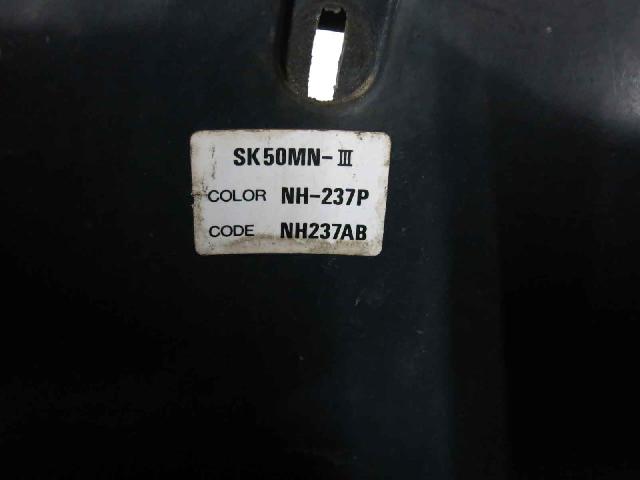 SK50MN-Ⅲ
COLOR NH-237P
CODE NH237AB